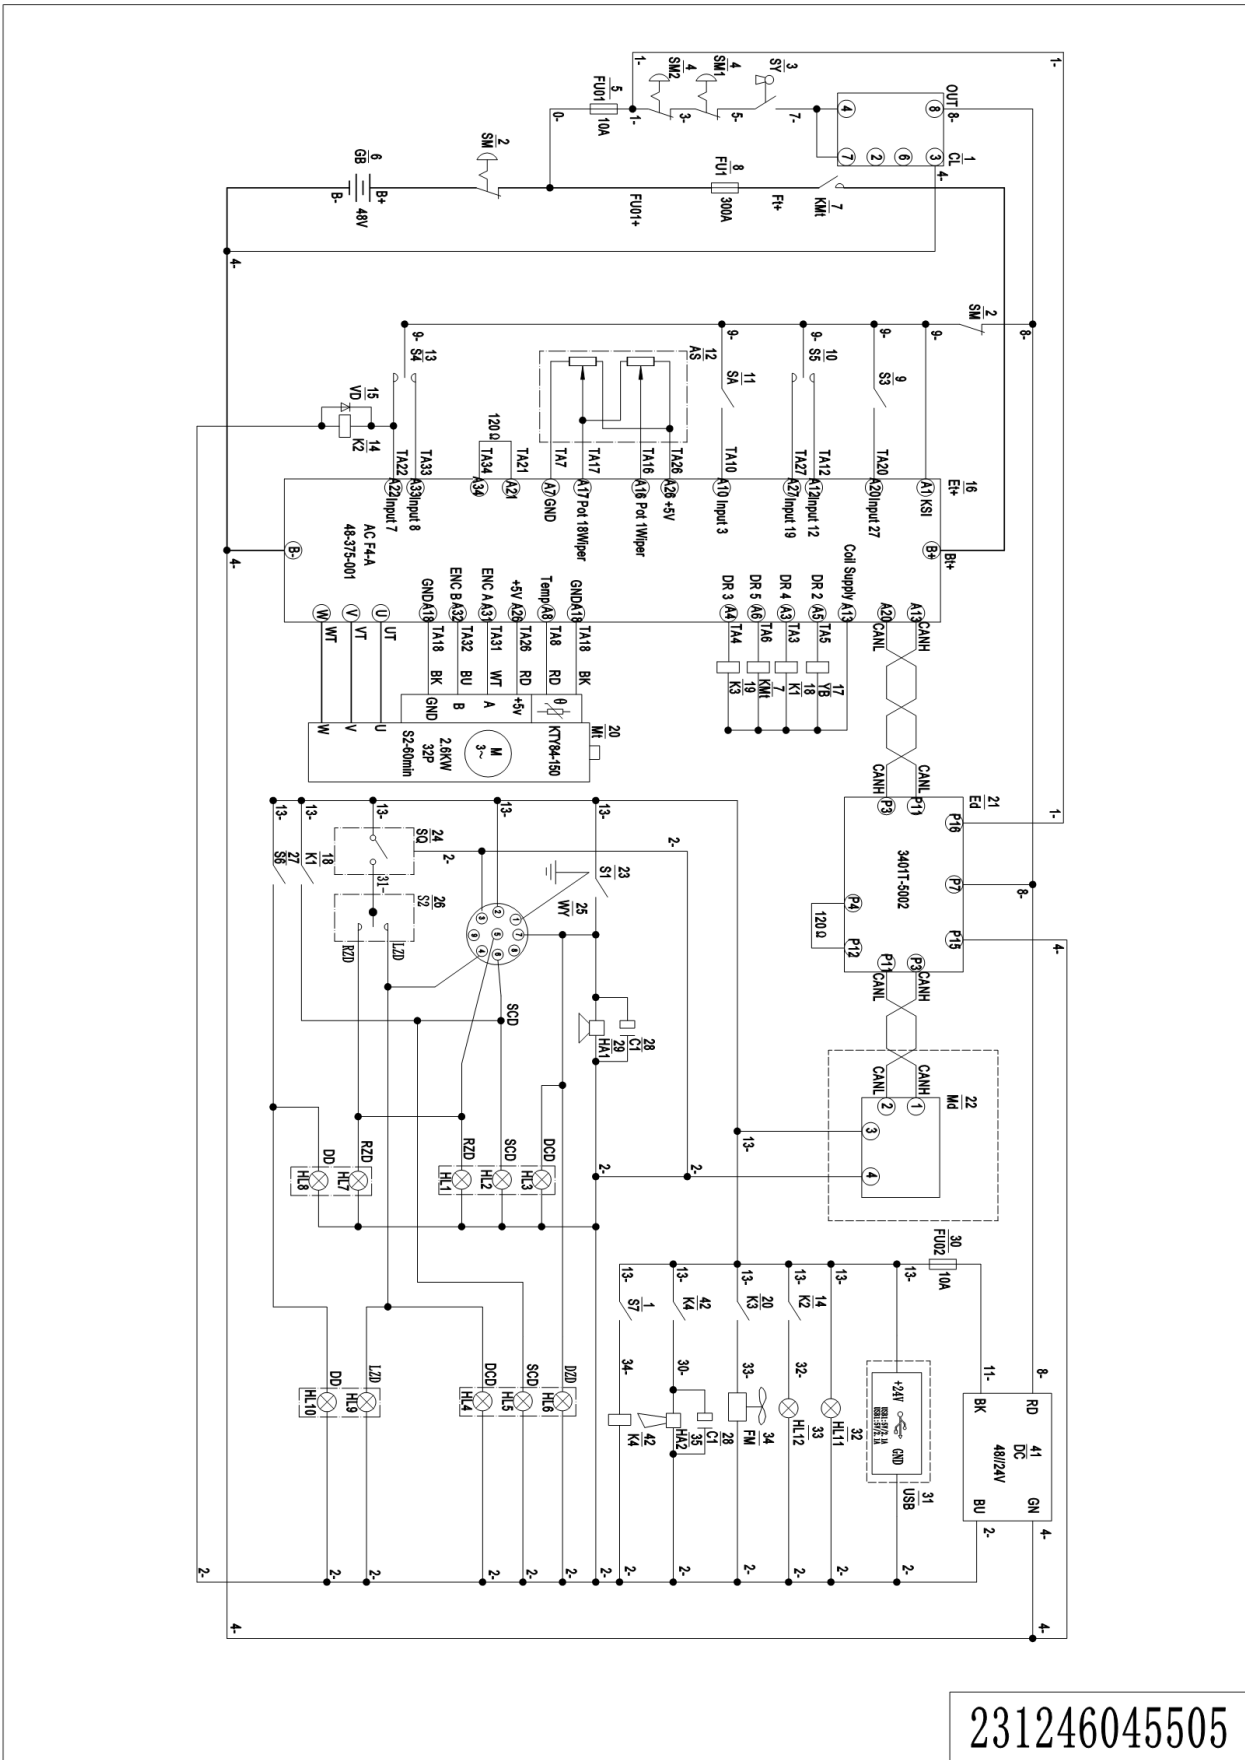 1-
1-
5
FU01
10A
0-
1-
4
SM2
3-
4
SM1
5-
3
SY
7-
OUT
4
8
8-
7
2
6
3
1
CL
4-
6
GB
B-
B+
48V
2
SM
FU01+
8
FU1
300A
Ft+
7
KMt
4-
2
SM
8-
9-
9-
9-
9-
9-
13
S4
12
AS
11
SA
10
S5
9
S3
15
VD
14
K2
120Ω
TA22
TA33
TA34
TA21
TA7
TA17
TA16
TA26
TA10
TA27
TA12
TA20
16
Et+
A22 Input 7
A33 Input 8
A34
A21
A7 GND
A17 Pot 18Wiper
A16 Pot 1Wiper
A26 +5V
A10 Input 3
A27 Input 19
A12 Input 12
A20 Input 27
A1 KSI
AC F4-A
48-375-001
B-
4-
B+
Bt+
W
V
U
GND A18
ENC B A32
ENC A A31
+5V A26
Temp A8
GND A18
DR 3 A4
DR 5 A6
DR 4 A3
DR 2 A5
Coil Supply A13
A20
A13
CANL
CANH
WT
VT
UT
TA18
TA32
TA31
TA26
TA8
TA18
TA4
TA6
TA3
TA5
BK
BU
WT
RD
RD
BK
K3
19
KMt
7
K1
18
YB
17
GND
B
A
+5v
θ
KTY84-150
W
V
U
M
3~
2.6KW
32P
S2-60min
20
Mt
CANH
CANL
P3
P11
21
Ed
P16
1-
3401T-5002
P7
8-
P4
120Ω
P12
P15
4-
P11
P3
CANL
CANH
CANL
CANH
2
1
22
Md
3
4
13-
13-
13-
13-
13-
27
S6
18
K1
24
SQ
31-
26
S2
RZD
LZD
2-
2-
25
WY
23
S1
1
2
3
4
5
6
7
8
9
SCD
28
C1
29
HA1
13-
2-
2-
DD
RZD
RZD
SCD
DCD
HL8
HL7
HL1
HL2
HL3
30
FU02
10A
13-
13-
13-
13-
13-
13-
1
S7
42
K4
20
K3
14
K2
11-
8-
34-
30-
33-
32-
DD
LZD
DCD
SCD
DZD
HL10
HL9
HL4
HL5
HL6
42
K4
28
C1
35
HA2
34
FM
33
HL12
32
HL11
+24V
GND
31
USB
BK
RD
41
DC
48//24V
BU
GN
2-
4-
2-
2-
2-
2-
2-
2-
2-
2-
2-
2-
2-
2-
2-
4-
4-
231246045505